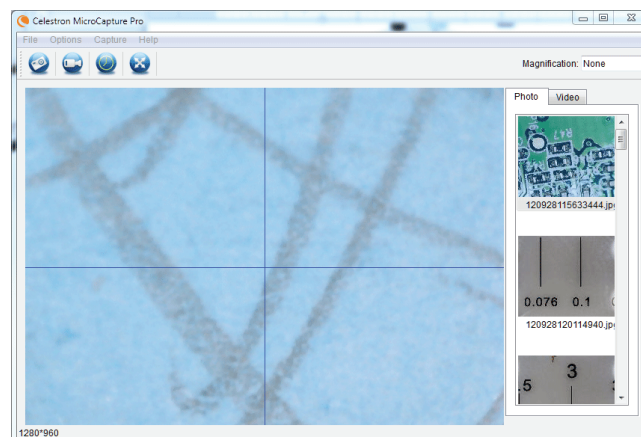 Celestron MicroCapture Pro
File Options Capture Help
Magnification: None
Photo Video
R47
120928115633444.jpg
0.076 0.1
120928120114940.jpg
.5 3
1280*960